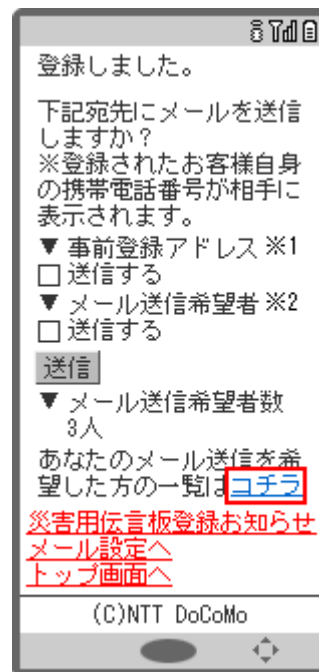 登録しました。
下記宛先にメールを送信
しますか?
※登録されたお客様自身
の携帯電話番号が相手に
表示されます。
▼ 事前登録アドレス ※1
□ 送信する
▼ メール送信希望者 ※2
□ 送信する
送信
▼ メール送信希望者数
3人
あなたのメール送信を希
望した方の一覧はコチラ
災害用伝言板登録お知らせ
メール設定へ
トップ画面へ
(C)NTT DoCoMo